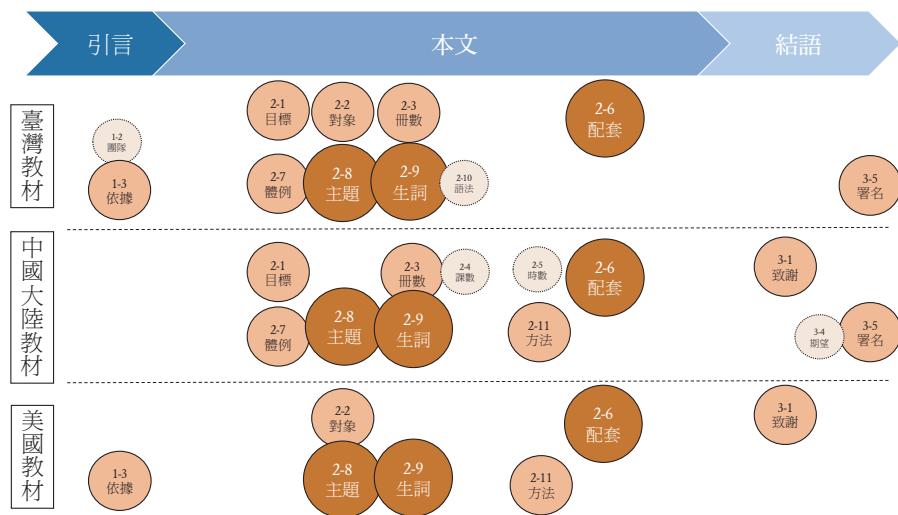 引言
本文
結語
臺灣教材
1-2
團隊
1-3
依據
2-1
目標
2-2
對象
2-3
冊數
2-6
配套
2-7
體例
2-8
主題
2-9
生詞
2-10
語法
3-5
署名
中國大陸教材
2-1
目標
2-3
冊數
2-4
課數
2-5
時數
2-6
配套
3-1
致謝
2-7
體例
2-8
主題
2-9
生詞
2-11
方法
3-4
期望
3-5
署名
美國教材
2-2
對象
2-6
配套
3-1
致謝
1-3
依據
2-8
主題
2-9
生詞
2-11
方法